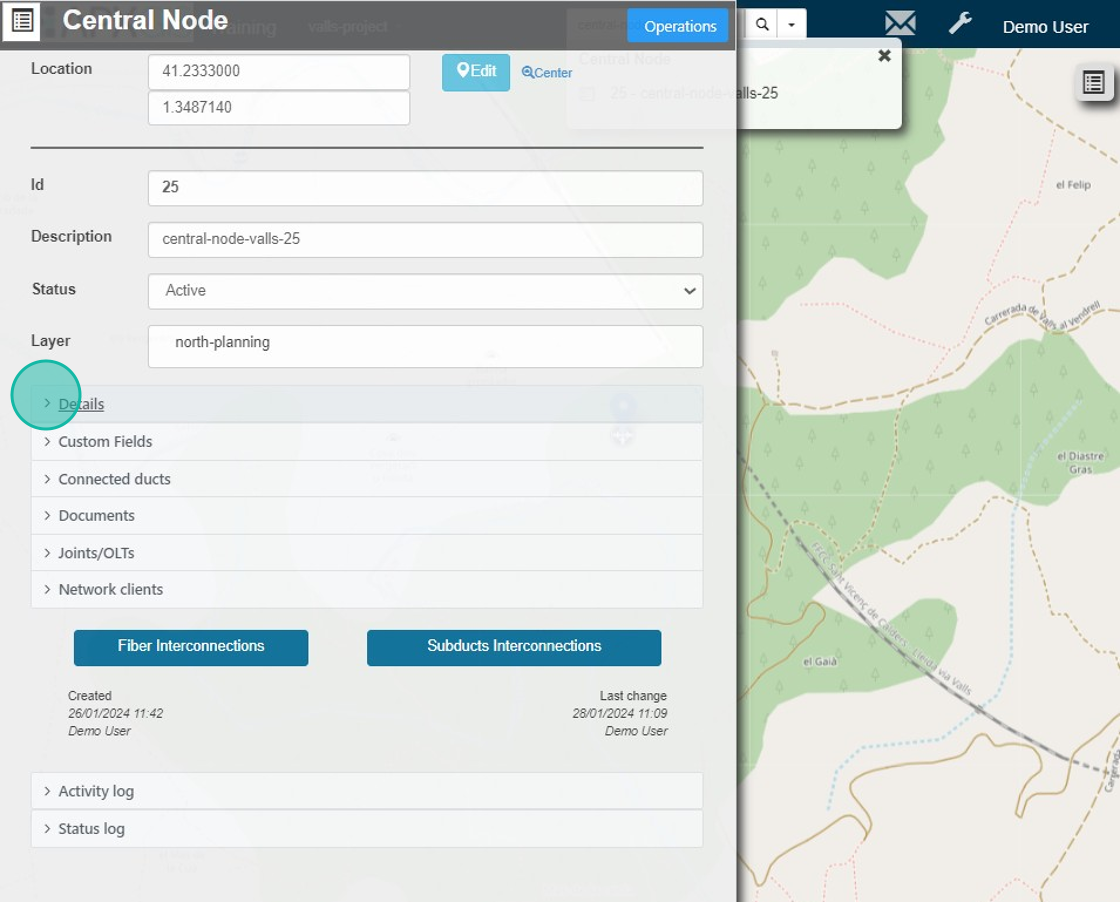 Central Node
Training
valls-project
Operations
Demo User
Location
41.2333000
1.3487140
Edit
Center
Central Node
25 - central-node-valls-25
Id
25
Description
central-node-valls-25
Status
Active
Layer
north-planning
Details
Custom Fields
Connected ducts
Documents
Joints/OLTs
Network clients
Fiber Interconnections
Subducts Interconnections
Created
26/01/2024 11:42
Demo User
Last change
28/01/2024 11:09
Demo User
Activity log
Status log
el Felip
Carrerada de Valls al Vendrell
el Diastre
Gras
FFCC Sant Vicenç de Calders - Lleida via Valls
el Gaià